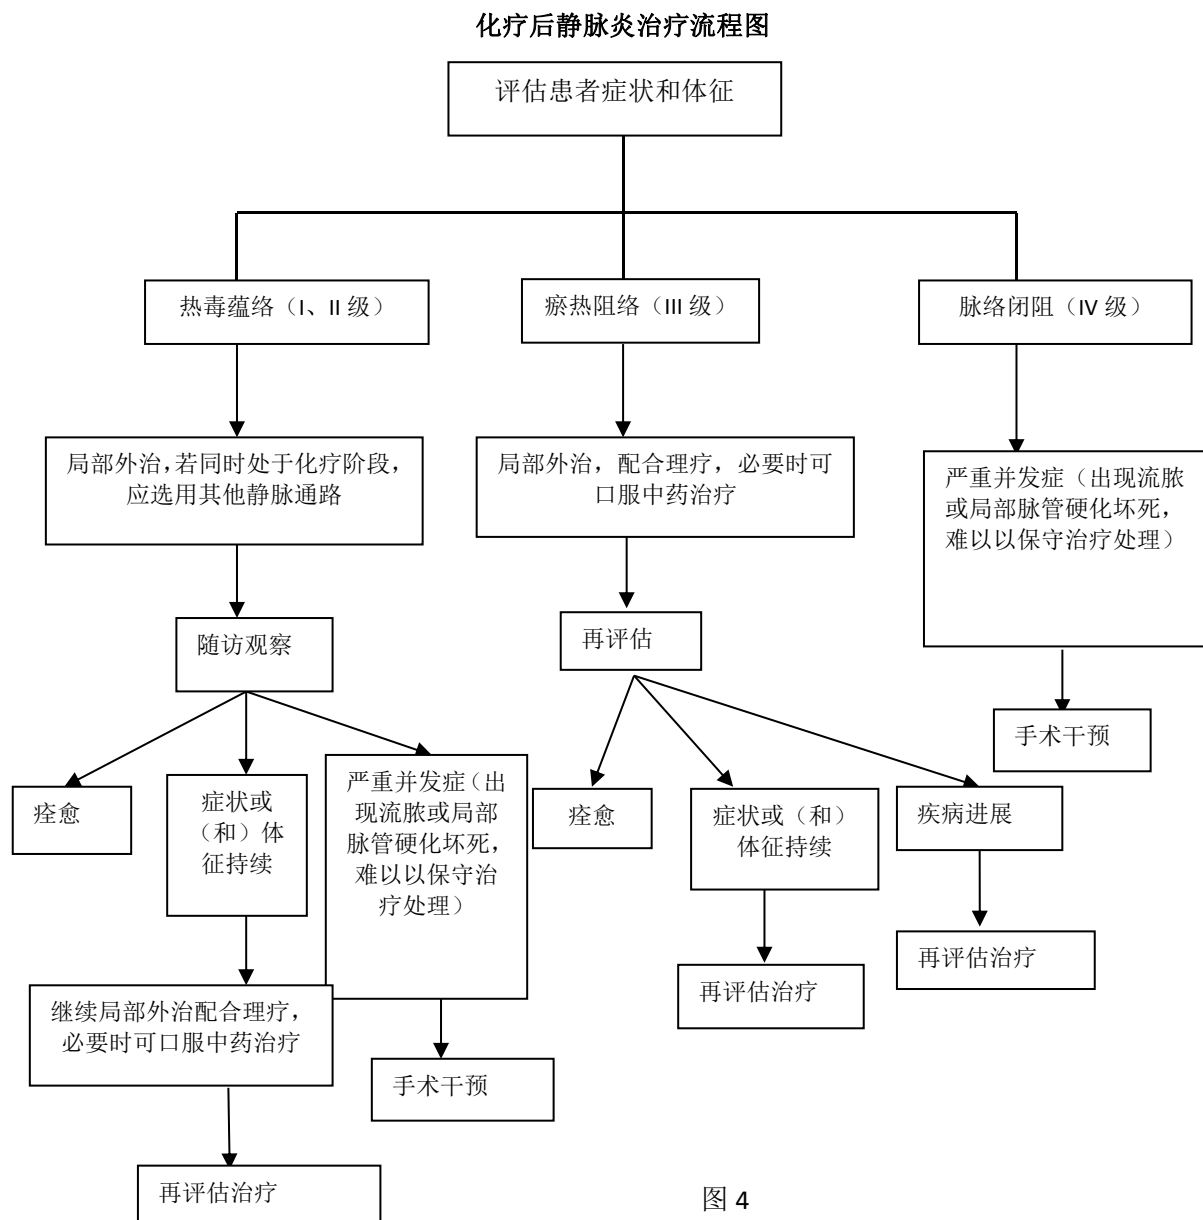 化疗后静脉炎治疗流程图
评估患者症状和体征
热毒蕴络（I、II 级）
瘀热阻络（III 级）
脉络闭阻（IV 级）
局部外治，若同时处于化疗阶段，
应选用其他静脉通路
局部外治，配合理疗，必要时可
口服中药治疗
严重并发症（出现流脓
或局部脉管硬化坏死，
难以以保守治疗处理）
随访观察
再评估
手术干预
痊愈
症状或
（和）体
征持续
严重并发症（出
现流脓或局部
脉管硬化坏死，
难以以保守治
疗处理）
痊愈
症状或（和）
体征持续
疾病进展
再评估治疗
再评估治疗
继续局部外治配合理疗，
必要时可口服中药治疗
手术干预
再评估治疗
图 4